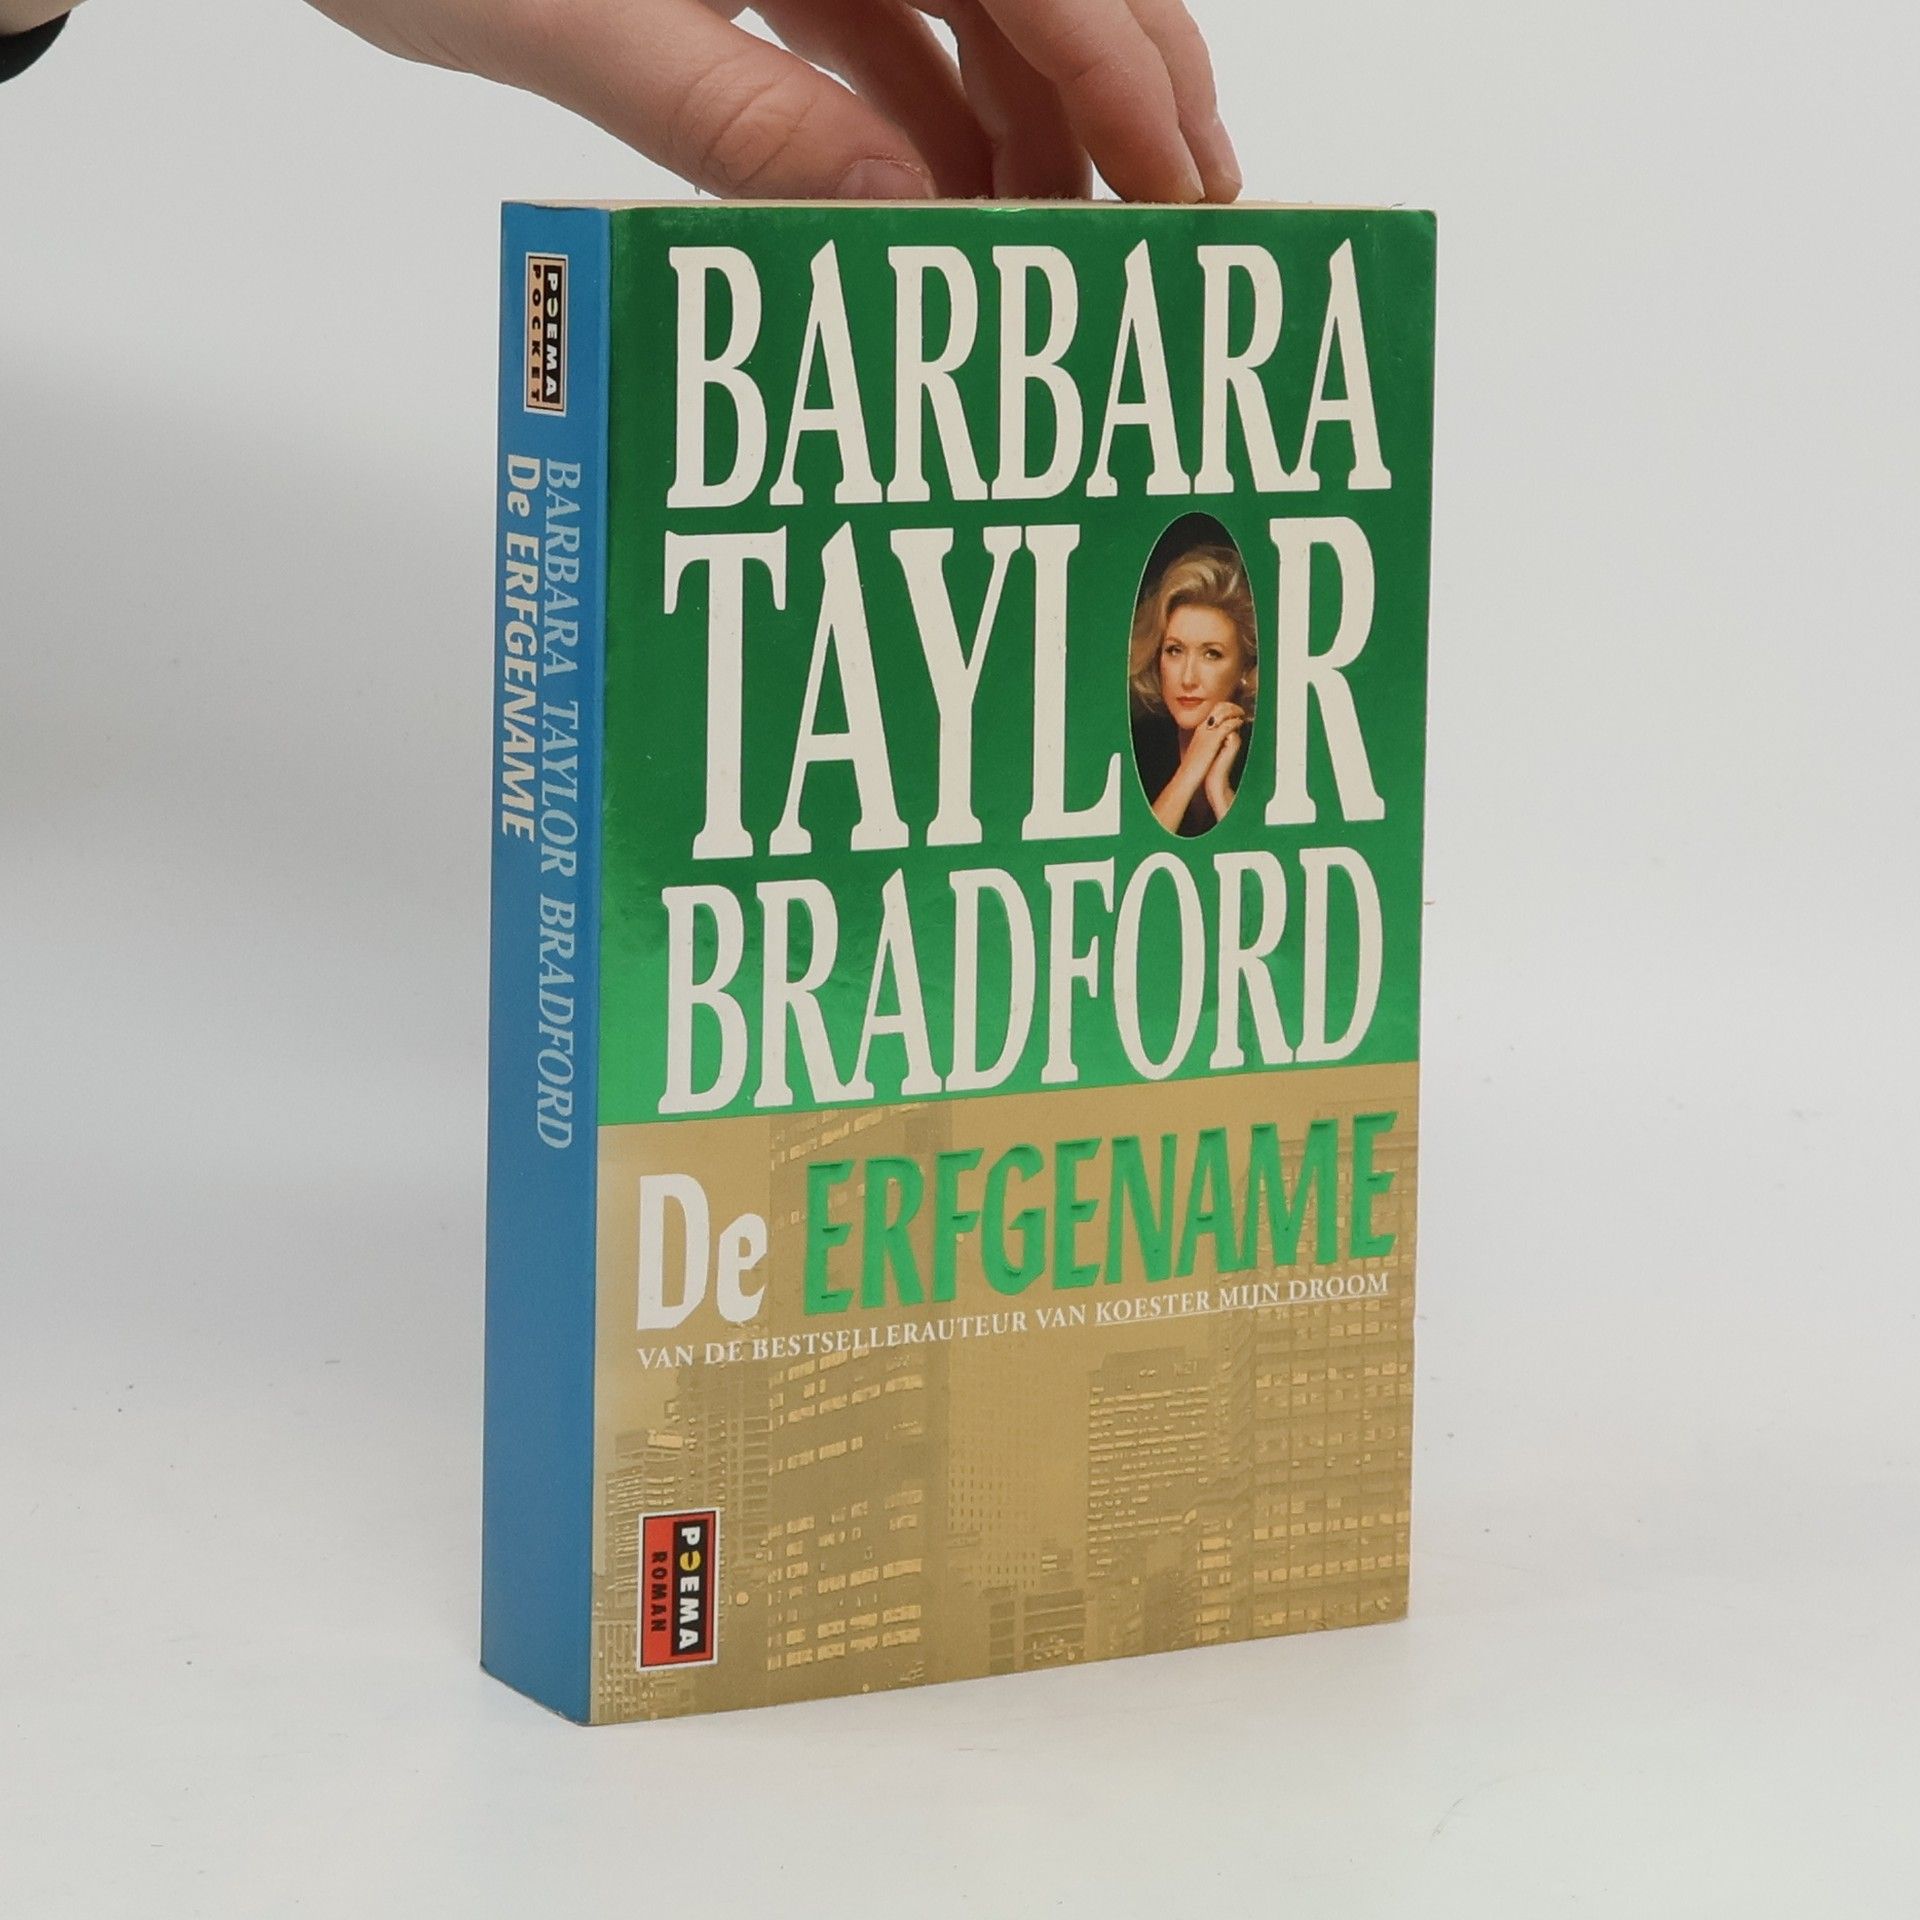 POEMA
POCKET
BARBARA TAYLOR BRADFORD
De ERFGENAME
BARBARA
TAYLOR
BRADFORD
De ERFGENAME
VAN DE BESTSELLERAUTEUR VAN KOESTER MIJN DROOM
POEMA
ROMAN